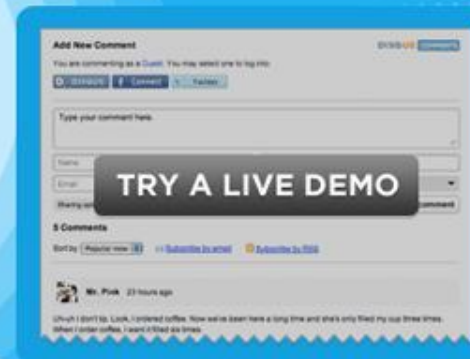 Add New Comment
DISQUS COMMENTS
You are commenting as a Guest. You may select one to log into:
DISQUS Connect Twitter
Type your comment here.
Name
Email
TRY A LIVE DEMO
Sharing
comment
5 Comments
Sort by Popular now Subscribe by email Subscribe by RSS
Mr. Pink 23 hours ago
Uh-uh I don't tip. Look, I ordered coffee. Now we've been here a long time and she's only filled my cup three times.
When I order coffee, I want it filled six times.